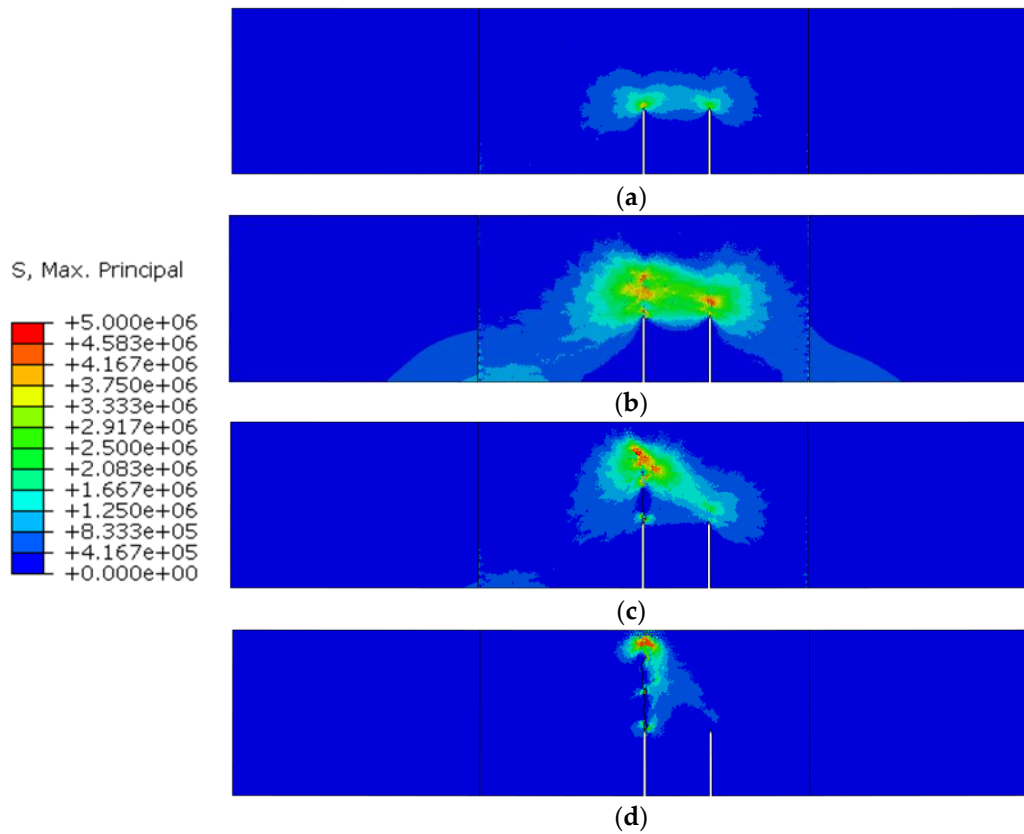 (a)
S, Max. Principal
+5.000e+06
+4.583e+06
+4.167e+06
+3.750e+06
+3.333e+06
+2.917e+06
+2.500e+06
+2.083e+06
+1.667e+06
+1.250e+06
+8.333e+05
+4.167e+05
+0.000e+00
(b)
(c)
(d)